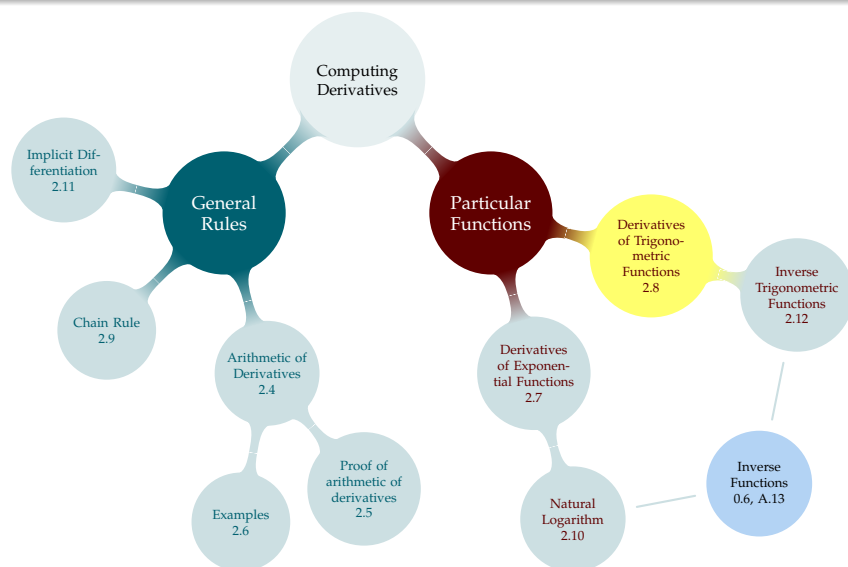 Computing
Derivatives
Implicit Dif-
ferentiation
2.11
General
Rules
Particular
Functions
Derivatives
of Trigono-
metric
Functions
2.8
Inverse
Trigonometric
Functions
2.12
Chain Rule
2.9
Arithmetic of
Derivatives
2.4
Derivatives
of Exponen-
tial Functions
2.7
Proof of
arithmetic of
derivatives
2.5
Examples
2.6
Natural
Logarithm
2.10
Inverse
Functions
0.6, A.13